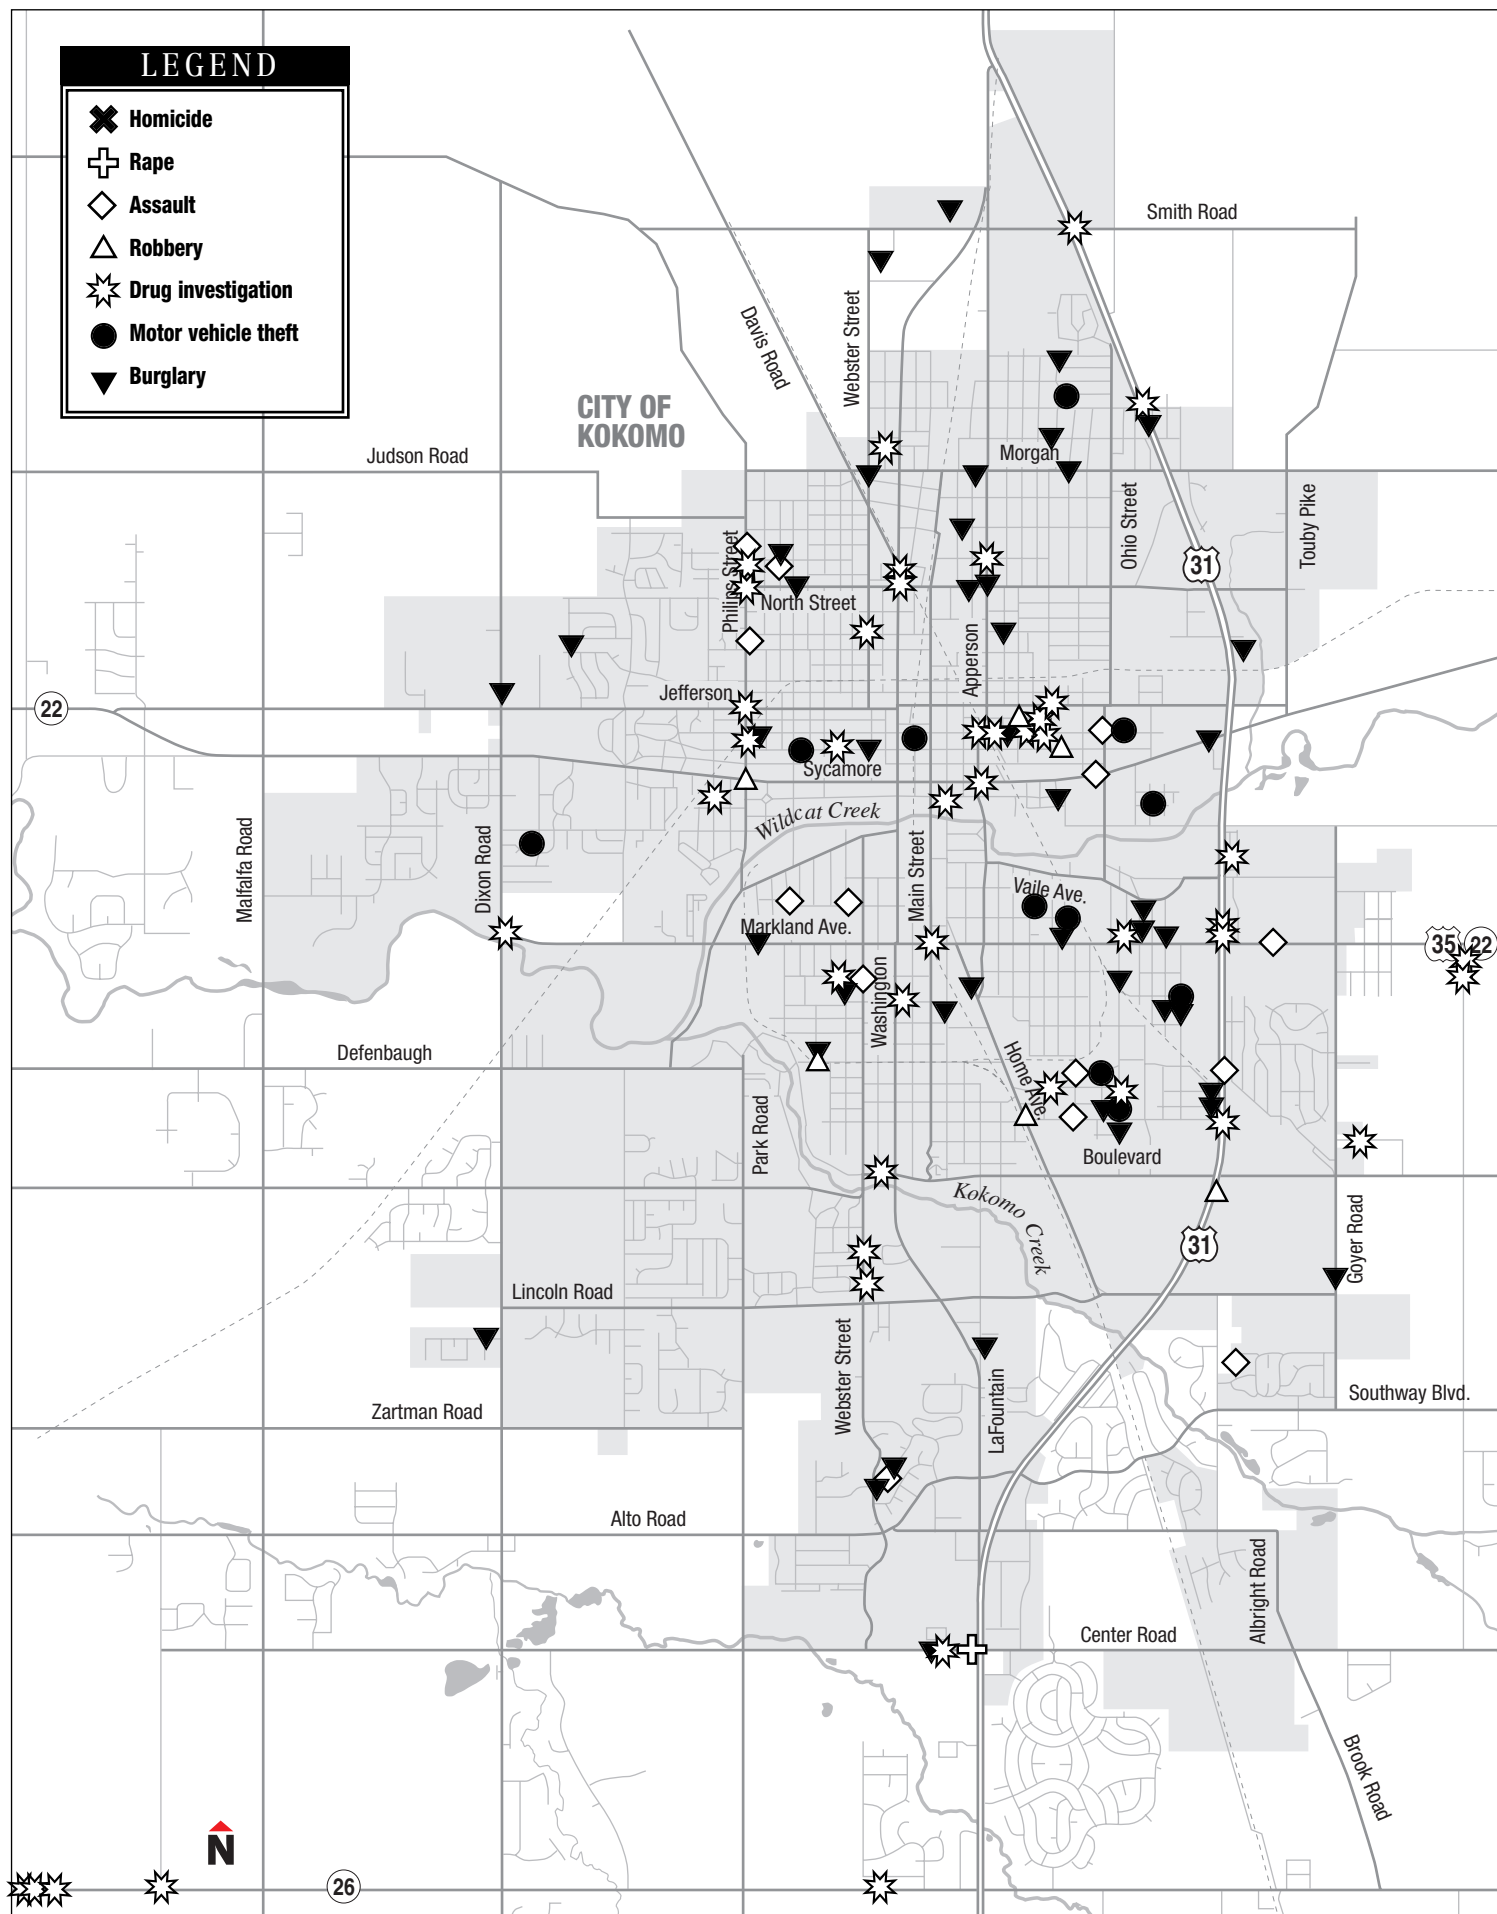 LEGEND
Homicide
Rape
Assault
Robbery
Drug investigation
Motor vehicle theft
Burglary
Smith Road
Davis Road
Webster Street
CITY OF
KOKOMO
Judson Road
Morgan
Ohio Street
Touby Pike
31
Philips Street
North Street
Apperson
Jefferson
22
Sycamore
Wildcat Creek
Malfalfa Road
Dixon Road
Main Street
Vaile Ave.
Markland Ave.
35
22
Washington
Defenbaugh
Home Ave.
Park Road
Boulevard
Kokomo Creek
31
Goyer Road
Lincoln Road
Webster Street
LaFountain
Southway Blvd.
Zartman Road
Alto Road
Albright Road
Center Road
Brook Road
N
26